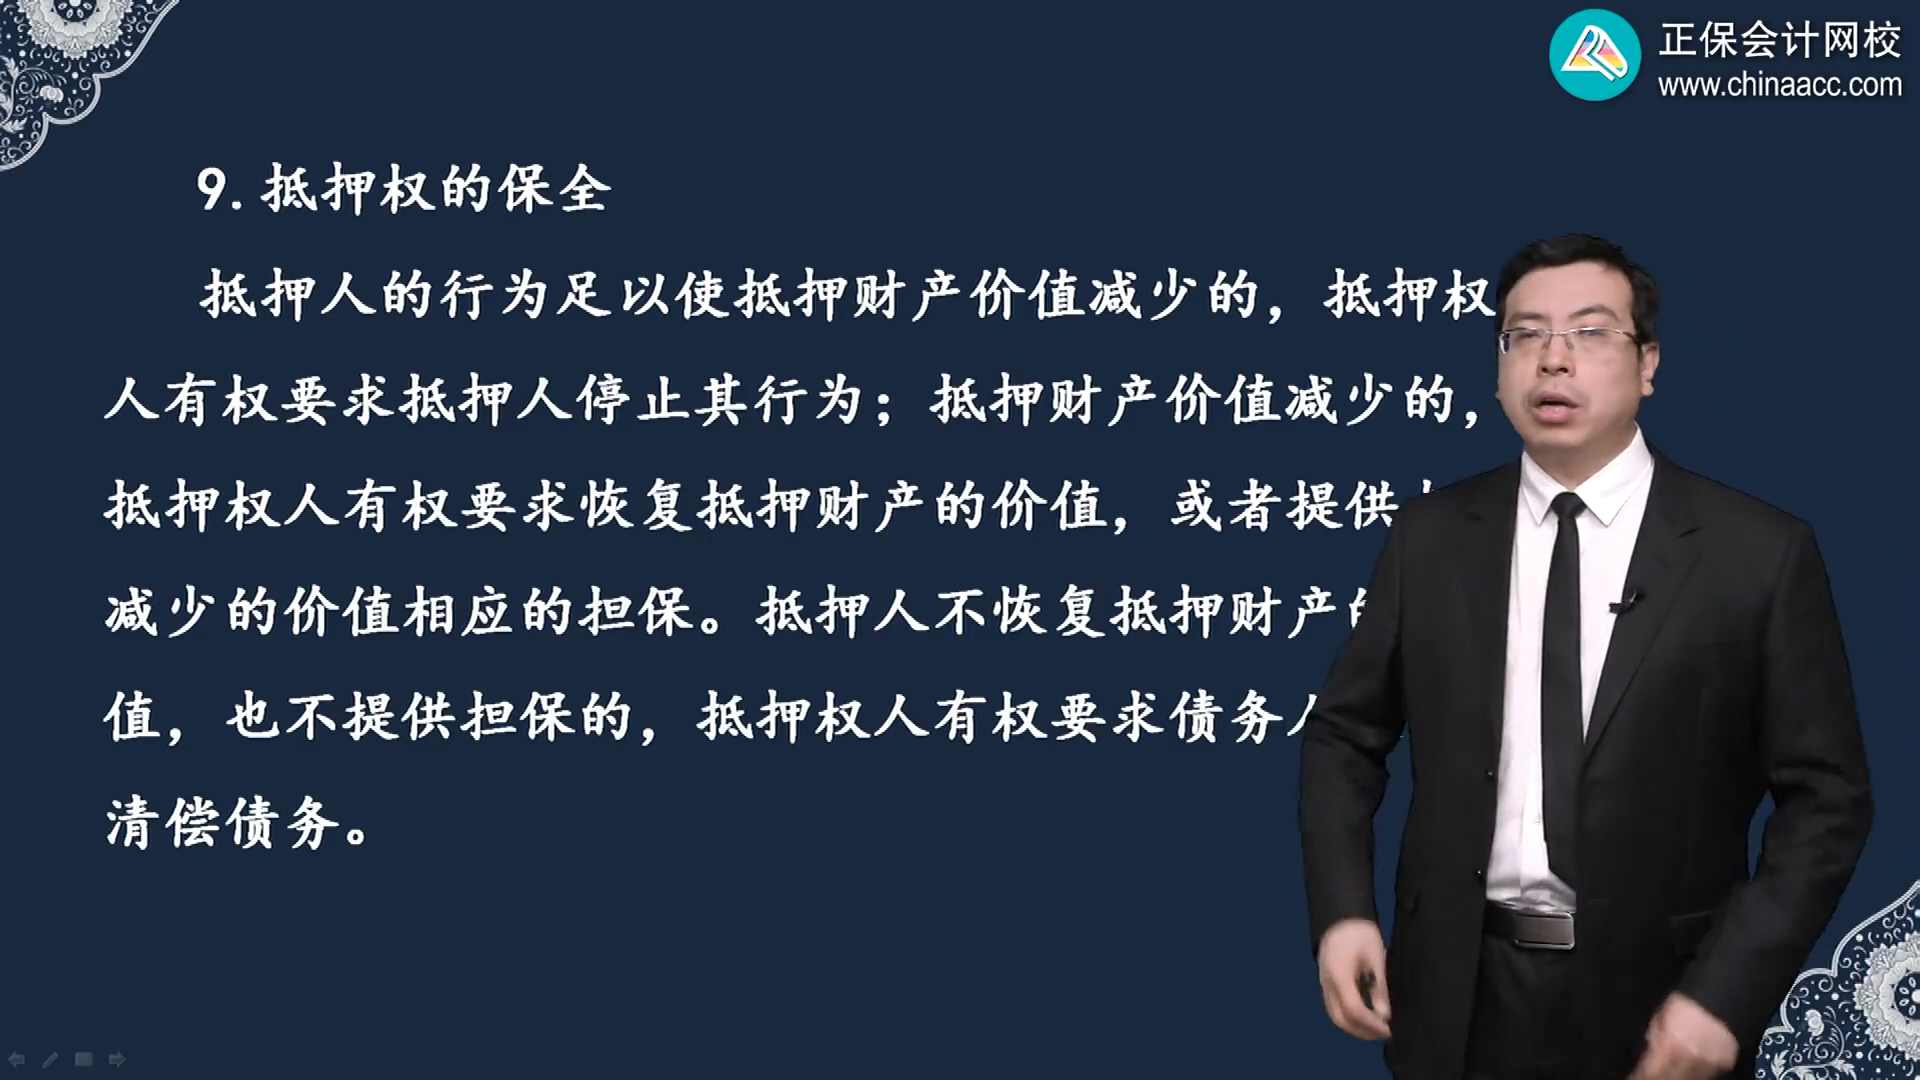 正保会计网校
www.chinaacc.com
9.抵押权的保全
抵押人的行为足以使抵押财产价值减少的，抵押权
人有权要求抵押人停止其行为；抵押财产价值减少的，
抵押权人有权要求恢复抵押财产的价值，或者提供
减少的价值相应的担保。抵押人不恢复抵押财产
值，也不提供担保的，抵押权人有权要求债务人
清偿债务。